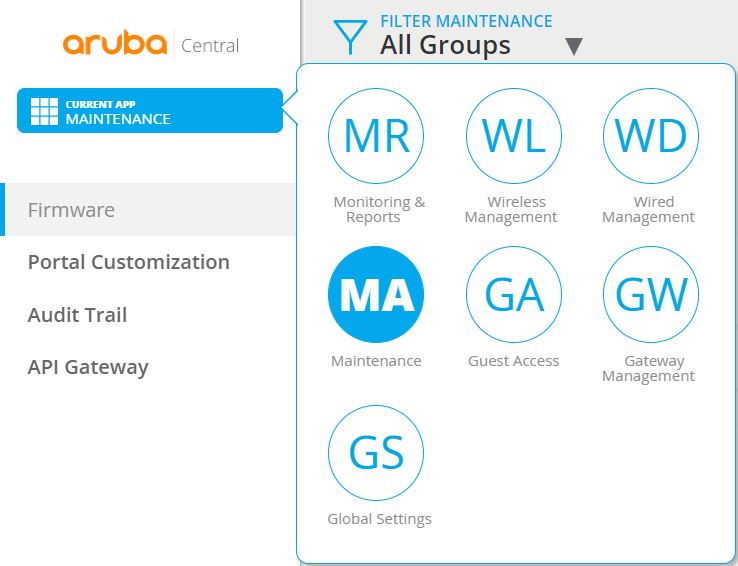 aruba Central
FILTER MAINTENANCE
All Groups
CURRENT APP
MAINTENANCE
Firmware
Portal Customization
Audit Trail
API Gateway
MR
Monitoring &
Reports
WL
Wireless
Management
WD
Wired
Management
MA
Maintenance
GA
Guest Access
GW
Gateway
Management
GS
Global Settings